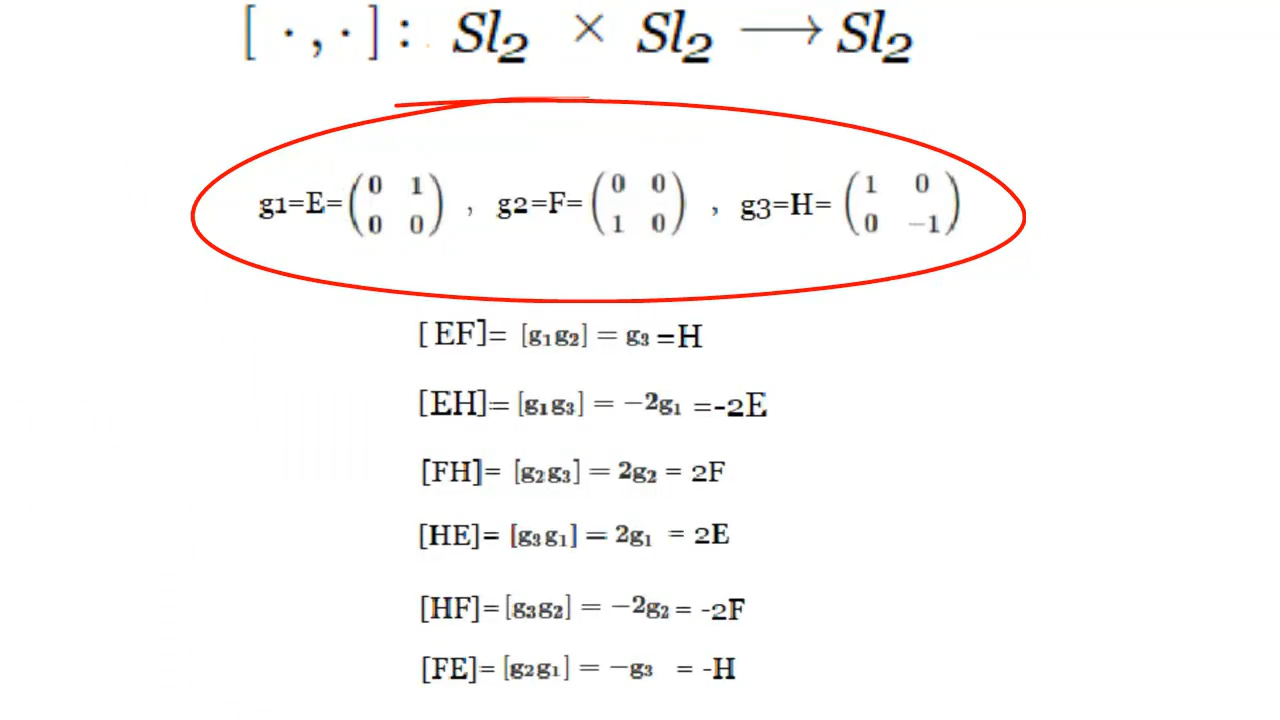 [ · , · ] : Sl₂ × Sl₂ ⟶ Sl₂
g1=E= (0 1
0 0) , g2=F= (0 0
1 0) , g3=H= (1 0
0 −1)
[ EF]= [g₁g₂] = g₃ =H
[EH]= [g₁g₃] = −2g₁ =-2E
[FH]= [g₂g₃] = 2g₂ = 2F
[HE]= [g₃g₁] = 2g₁ = 2E
[HF]= [g₃g₂] = −2g₂ = -2F
[FE]= [g₂g₁] = −g₃ = -H